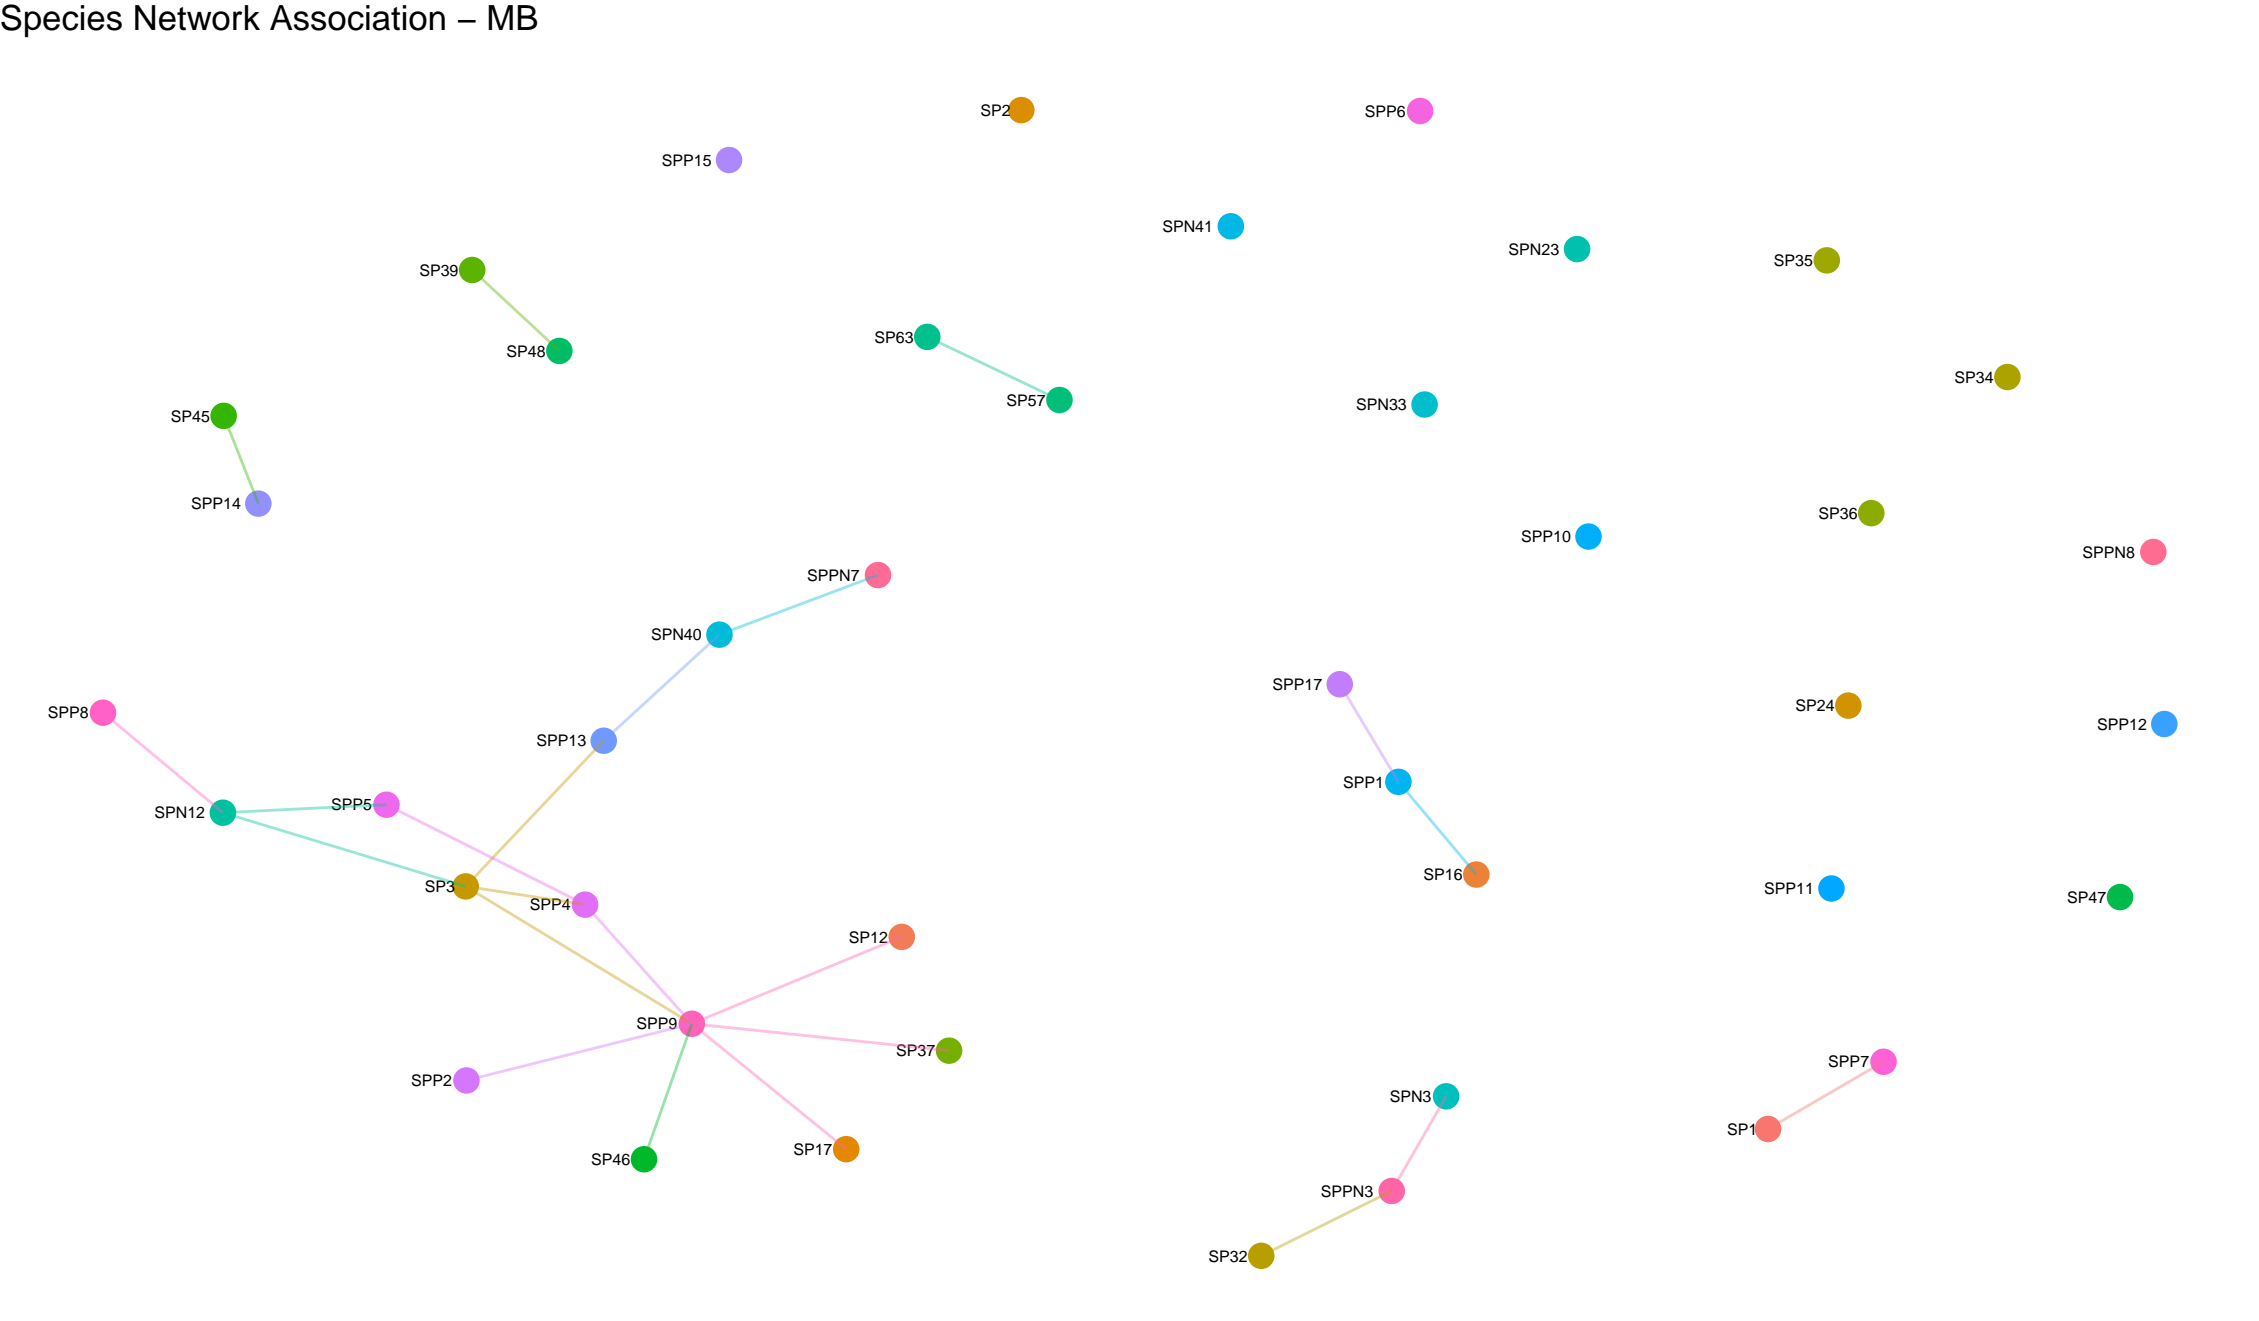 Species Network Association – MB
SP2
SPP6
SPP15
SPN41
SPN23
SP35
SP39
SP63
SP48
SP34
SP57
SPN33
SP45
SPP14
SP36
SPP10
SPPN8
SPPN7
SPN40
SPP17
SP24
SPP8
SPP12
SPP13
SPP1
SPP5
SPN12
SP16
SP3
SPP11
SP47
SPP4
SP12
SPP9
SP37
SPP7
SPP2
SPN3
SP1
SP17
SP46
SPPN3
SP32